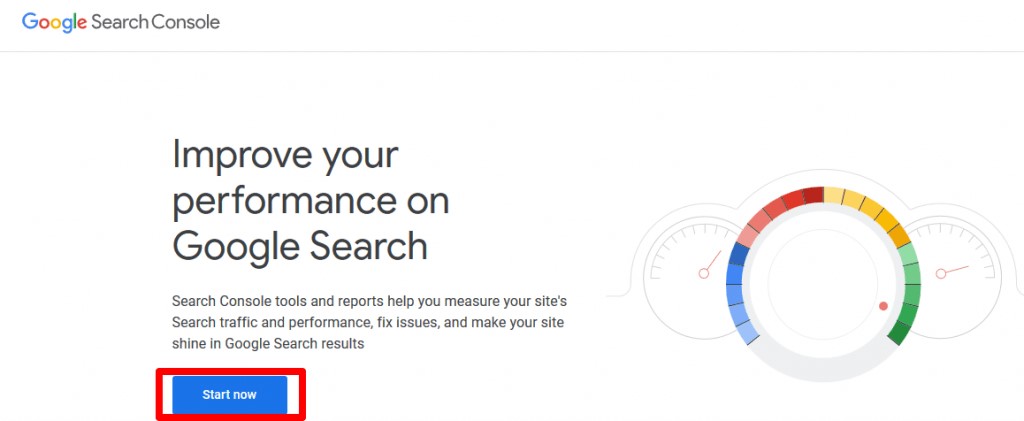 Google Search Console
Improve your
performance on
Google Search
Search Console tools and reports help you measure your site's
Search traffic and performance, fix issues, and make your site
shine in Google Search results
Start now